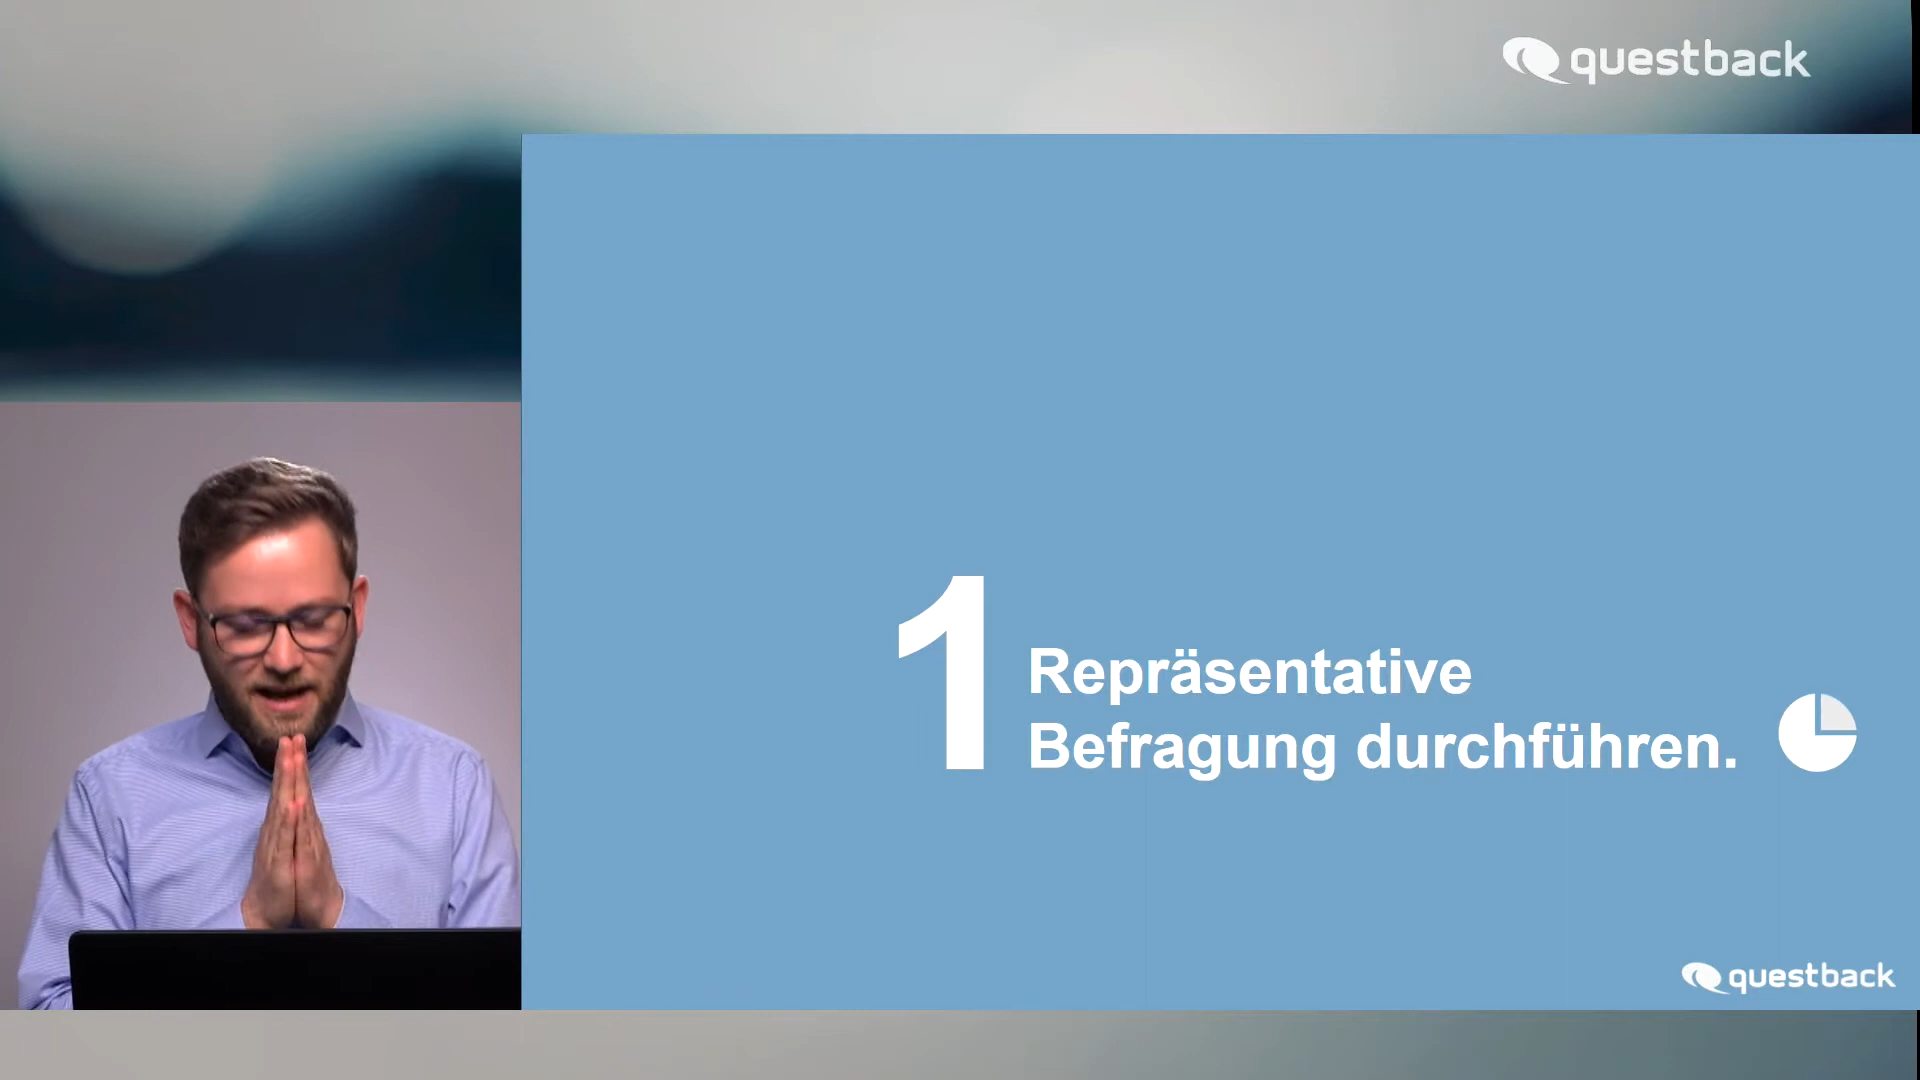 questback
1
Repräsentative
Befragung durchführen.
questback